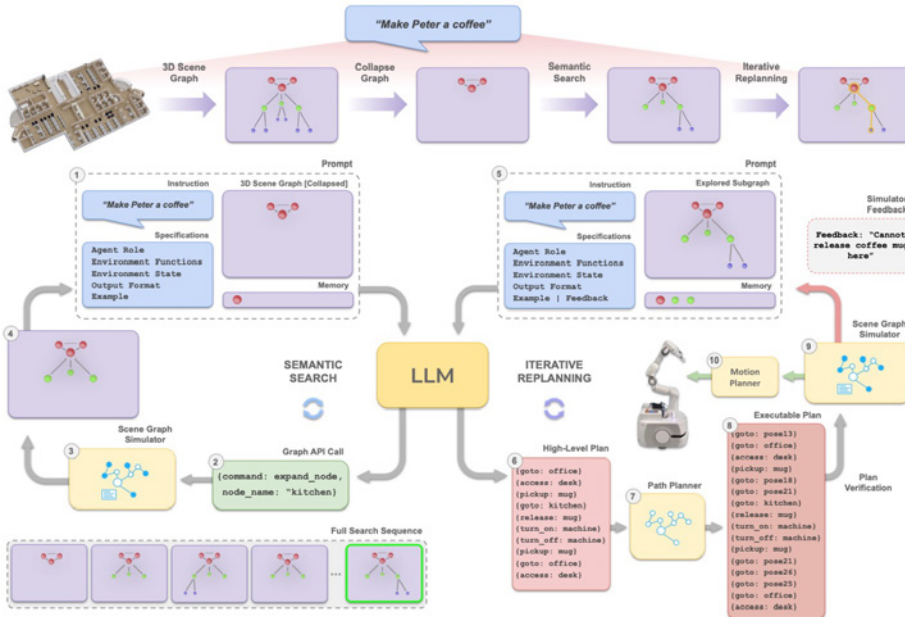 “Make Peter a coffee”
3D Scene
Graph
Collapse
Graph
Semantic
Search
Iterative
Replanning
Prompt
1
Instruction
3D Scene Graph [Collapsed]
“Make Peter a coffee”
Specifications
Agent Role
Environment Functions
Environment State
Output Format
Example
Memory
Prompt
5
Instruction
Explored Subgraph
“Make Peter a coffee”
Specifications
Agent Role
Environment Functions
Environment State
Output Format
Example | Feedback
Memory
Simulator
Feedback
Feedback: "Cannot
release coffee mug
here"
4
SEMANTIC
SEARCH
LLM
ITERATIVE
REPLANNING
10
Motion
Planner
Scene Graph
Simulator
9
Scene Graph
Simulator
3
Graph API Call
2
{command: expand_node,
node_name: "kitchen}
High-Level Plan
6
(goto: office)
(access: desk)
(pickup: mug)
(goto: kitchen)
(release: mug)
(turn_on: machine)
(turn_off: machine)
(pickup: mug)
(goto: office)
(access: desk)
7
Path Planner
Executable Plan
8
(goto: pose13)
(goto: office)
(access: desk)
(pickup: mug)
(goto: pose18)
(goto: pose21)
(goto: kitchen)
(release: mug)
(turn_on: machine)
(turn_off: machine)
(pickup: mug)
(goto: pose21)
(goto: pose26)
(goto: pose25)
(goto: office)
(access: desk)
Plan
Verification
Full Search Sequence
...